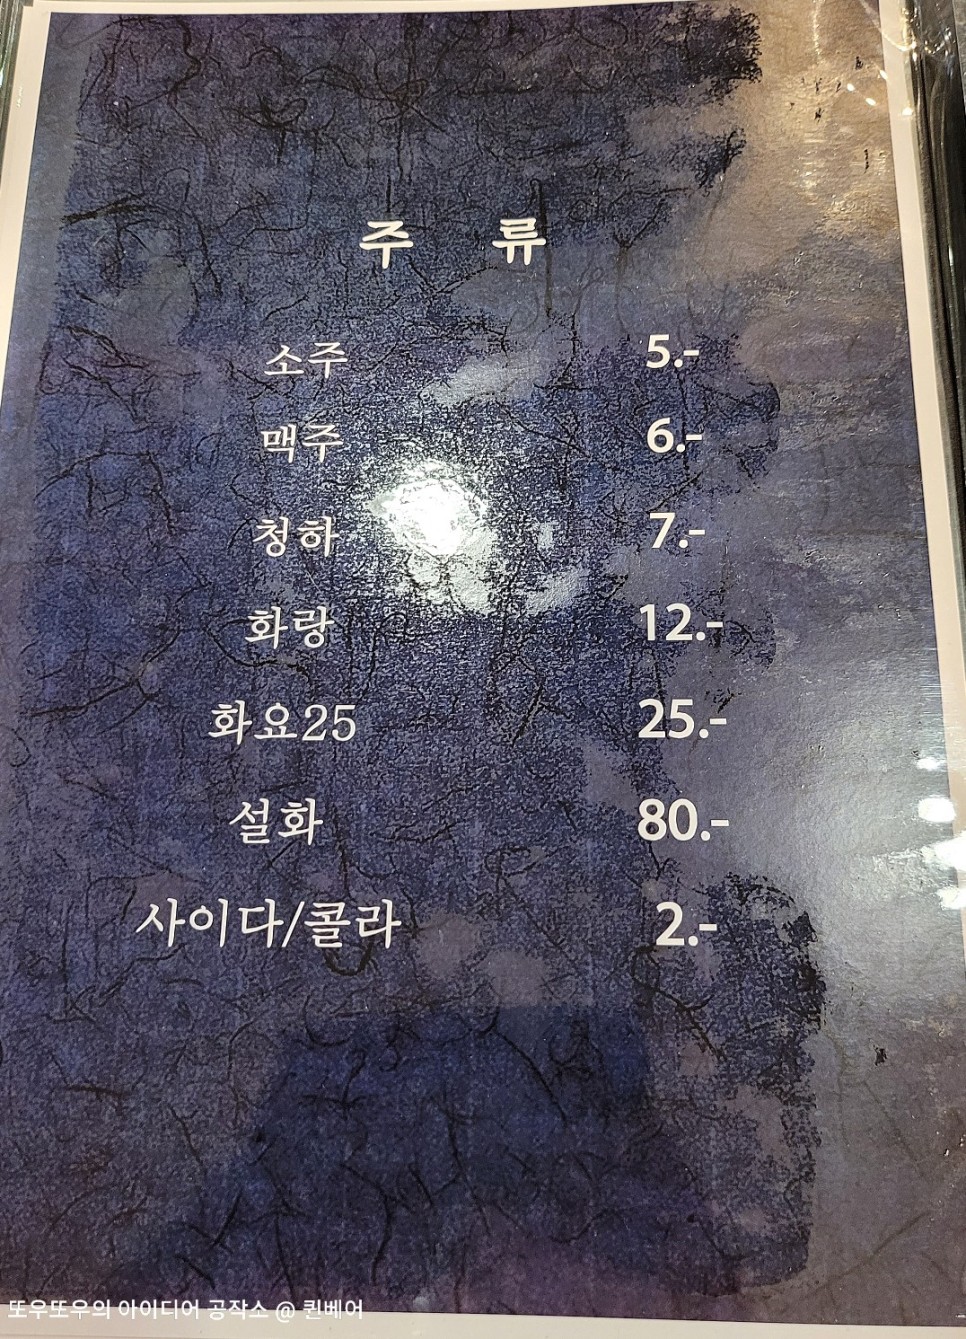 주 류
소주 5.-
맥주 6.-
청하 7.-
화랑 12.-
화요25 25.-
설화 80.-
사이다/콜라 2.-
또우또우의 아이디어 공작소 @ 퀸베어